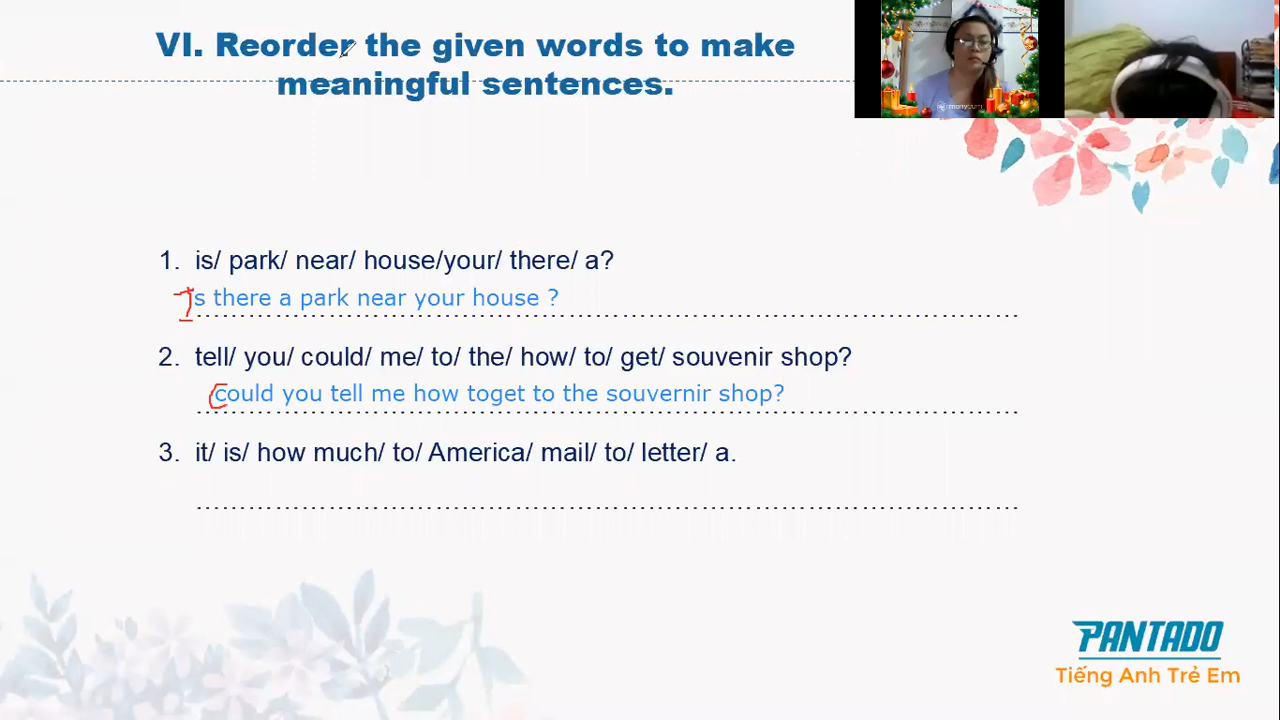 VI. Reorder the given words to make
meaningful sentences.
monycam
1. is/ park/ near/ house/your/ there/ a?
Is there a park near your house ?
2. tell/ you/ could/ me/ to/ the/ how/ to/ get/ souvenir shop?
Could you tell me how toget to the souvernir shop?
3. it/ is/ how much/ to/ America/ mail/ to/ letter/ a.
PANTADO
Tiếng Anh Trẻ Em